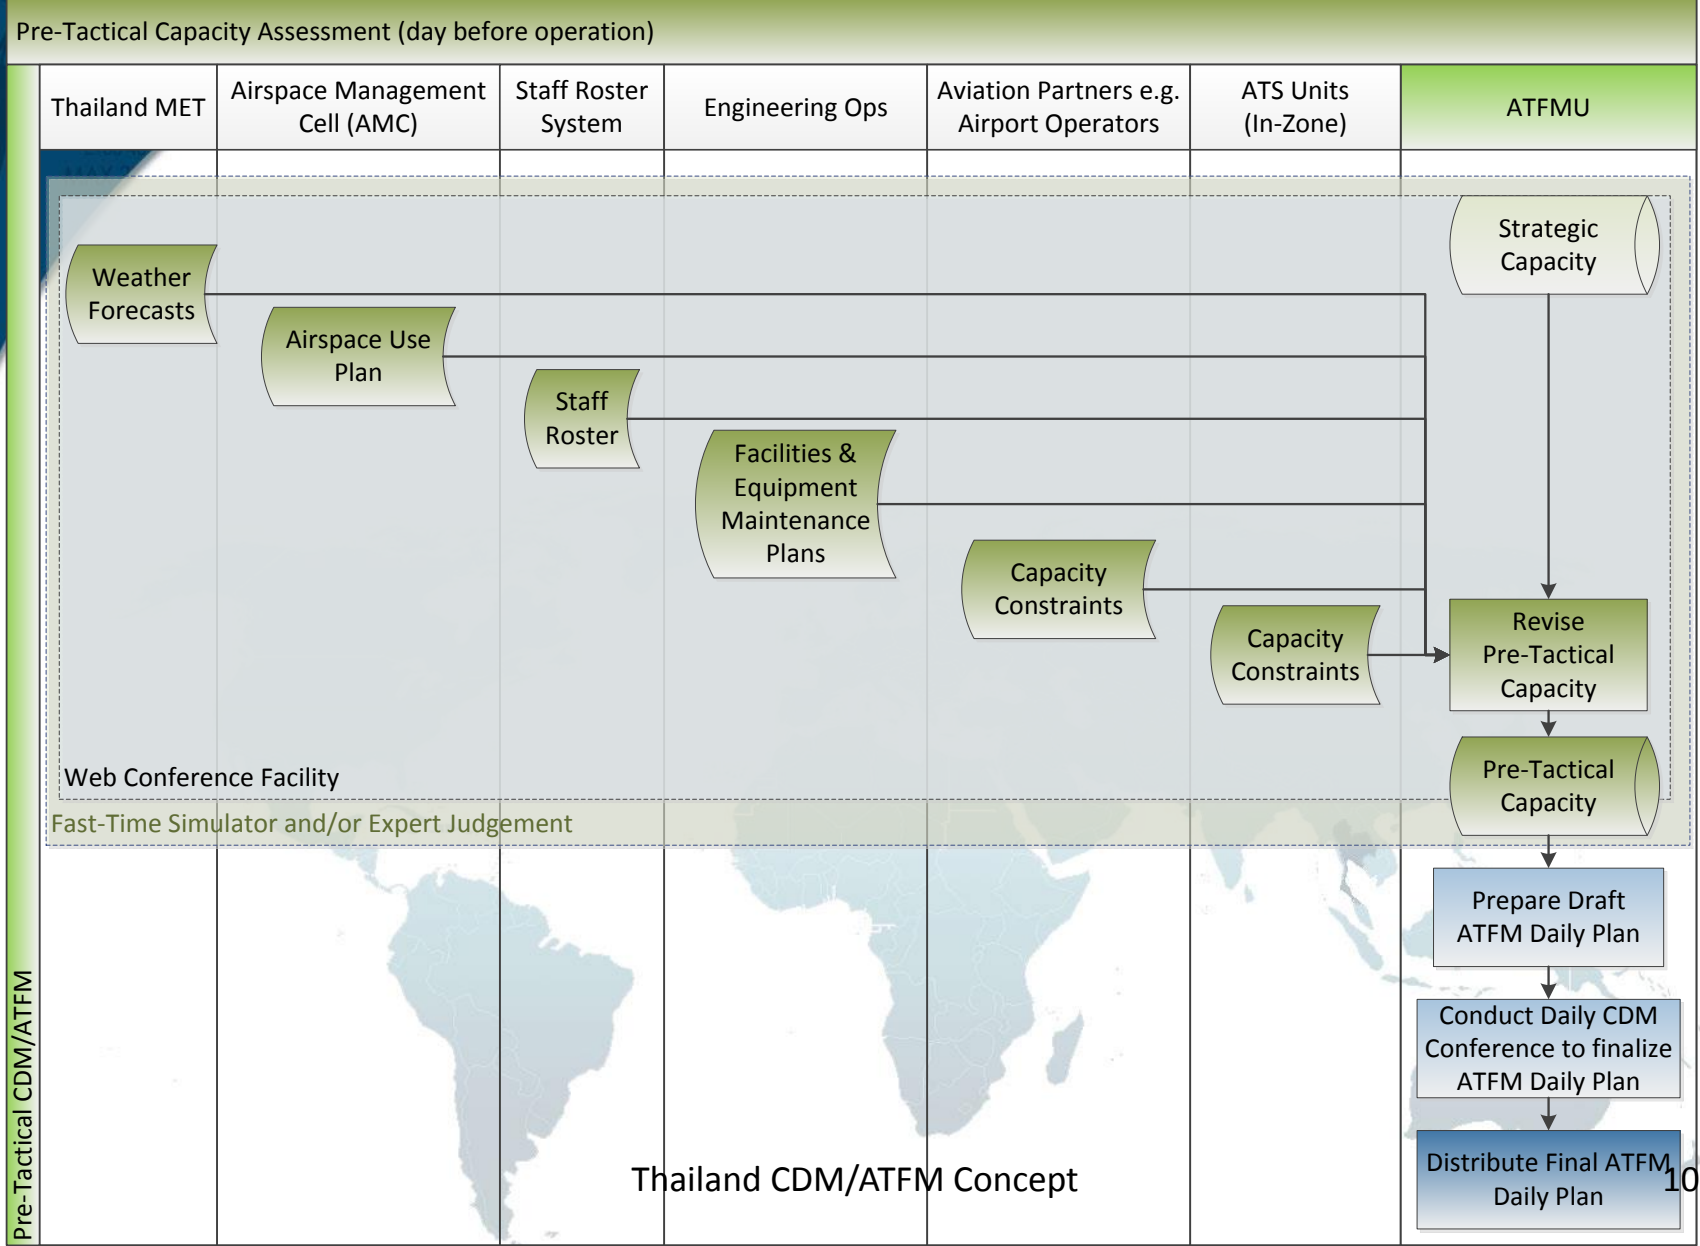 Pre-Tactical Capacity Assessment (day before operation)
Thailand MET
Airspace Management
Cell (AMC)
Staff Roster
System
Engineering Ops
Aviation Partners e.g.
Airport Operators
ATS Units
(In-Zone)
ATFMU
Strategic
Capacity
Weather
Forecasts
Airspace Use
Plan
Staff
Roster
Facilities &
Equipment
Maintenance
Plans
Capacity
Constraints
Capacity
Constraints
Revise
Pre-Tactical
Capacity
Pre-Tactical
Capacity
Web Conference Facility
Fast-Time Simulator and/or Expert Judgement
Prepare Draft
ATFM Daily Plan
Conduct Daily CDM
Conference to finalize
ATFM Daily Plan
Distribute Final ATFM
Daily Plan
Pre-Tactical CDM/ATFM
Thailand CDM/ATFM Concept
10